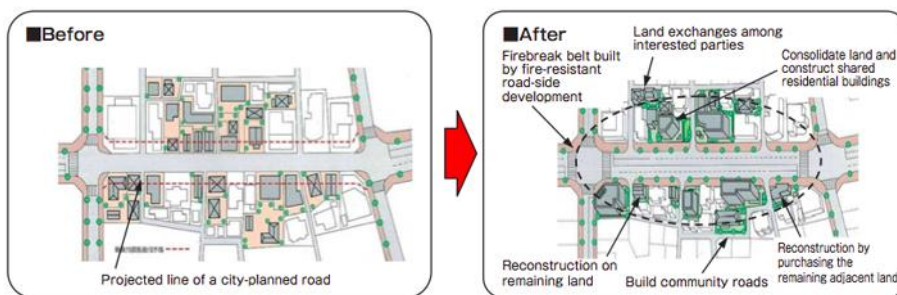 ■Before
Projected line of a city-planned road
■After
Land exchanges among
interested parties
Firebreak belt built
by fire-resistant
road-side
development
Consolidate land and
construct shared
residential buildings
Reconstruction on
remaining land
Build community roads
Reconstruction by
purchasing the
remaining adjacent land